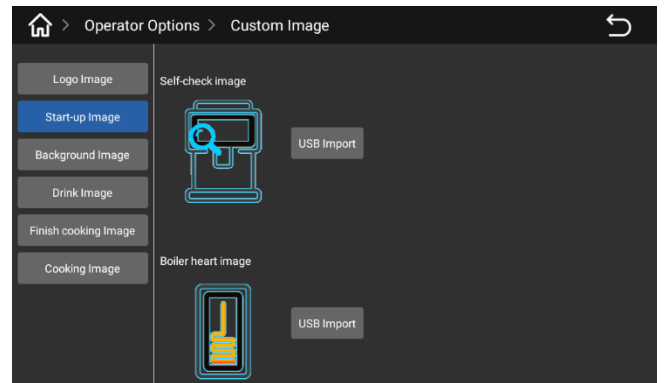 Operator Options > Custom Image
Logo Image
Start-up Image
Background Image
Drink Image
Finish cooking Image
Cooking Image
Self-check image
USB Import
Boiler heart image
USB Import